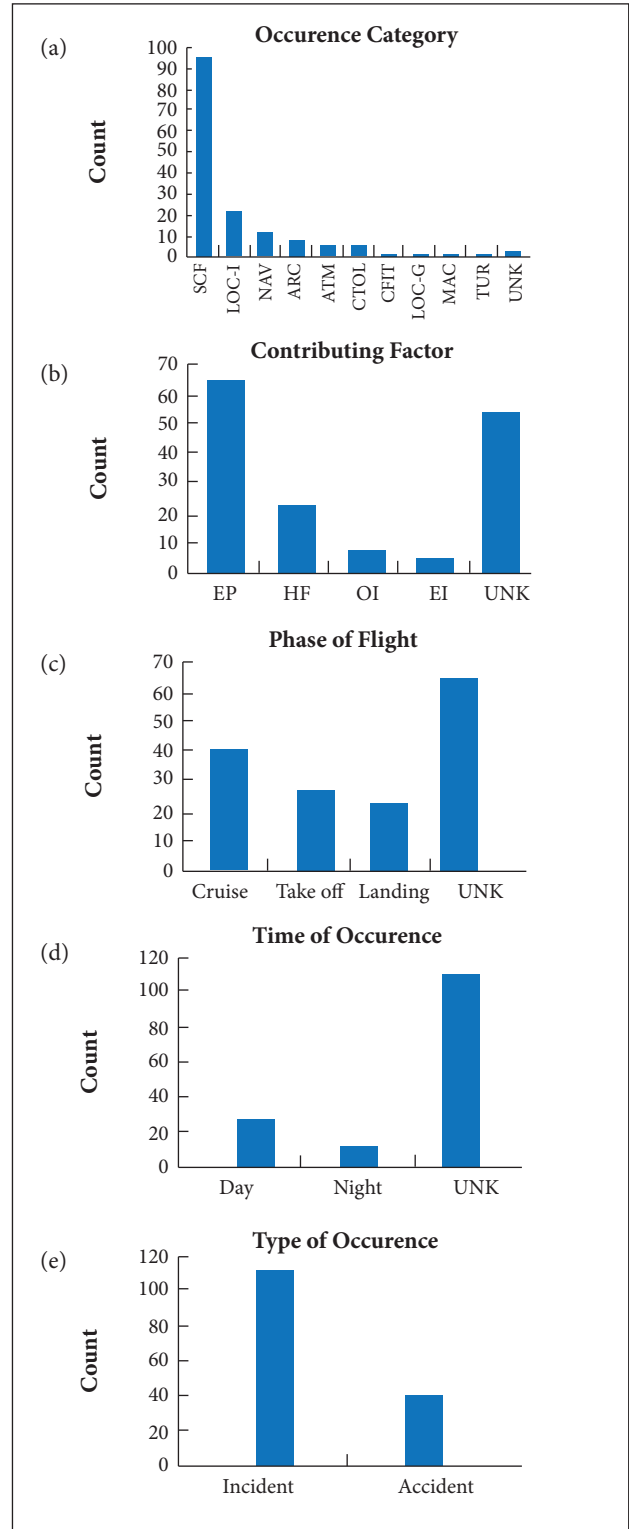 (a)
Occurence Category
Count
100
90
80
70
60
50
40
30
20
10
0
SCF
LOC-I
NAV
ARC
ATM
CTOL
CFIT
LOC-G
MAC
TUR
UNK
(b)
Contributing Factor
Count
70
60
50
40
30
20
10
0
EP HF OI EI UNK
(c)
Phase of Flight
Count
70
60
50
40
30
20
10
0
Cruise Take off Landing UNK
(d)
Time of Occurence
Count
120
100
80
60
40
20
0
Day Night UNK
(e)
Type of Occurence
Count
120
100
80
60
40
20
0
Incident Accident